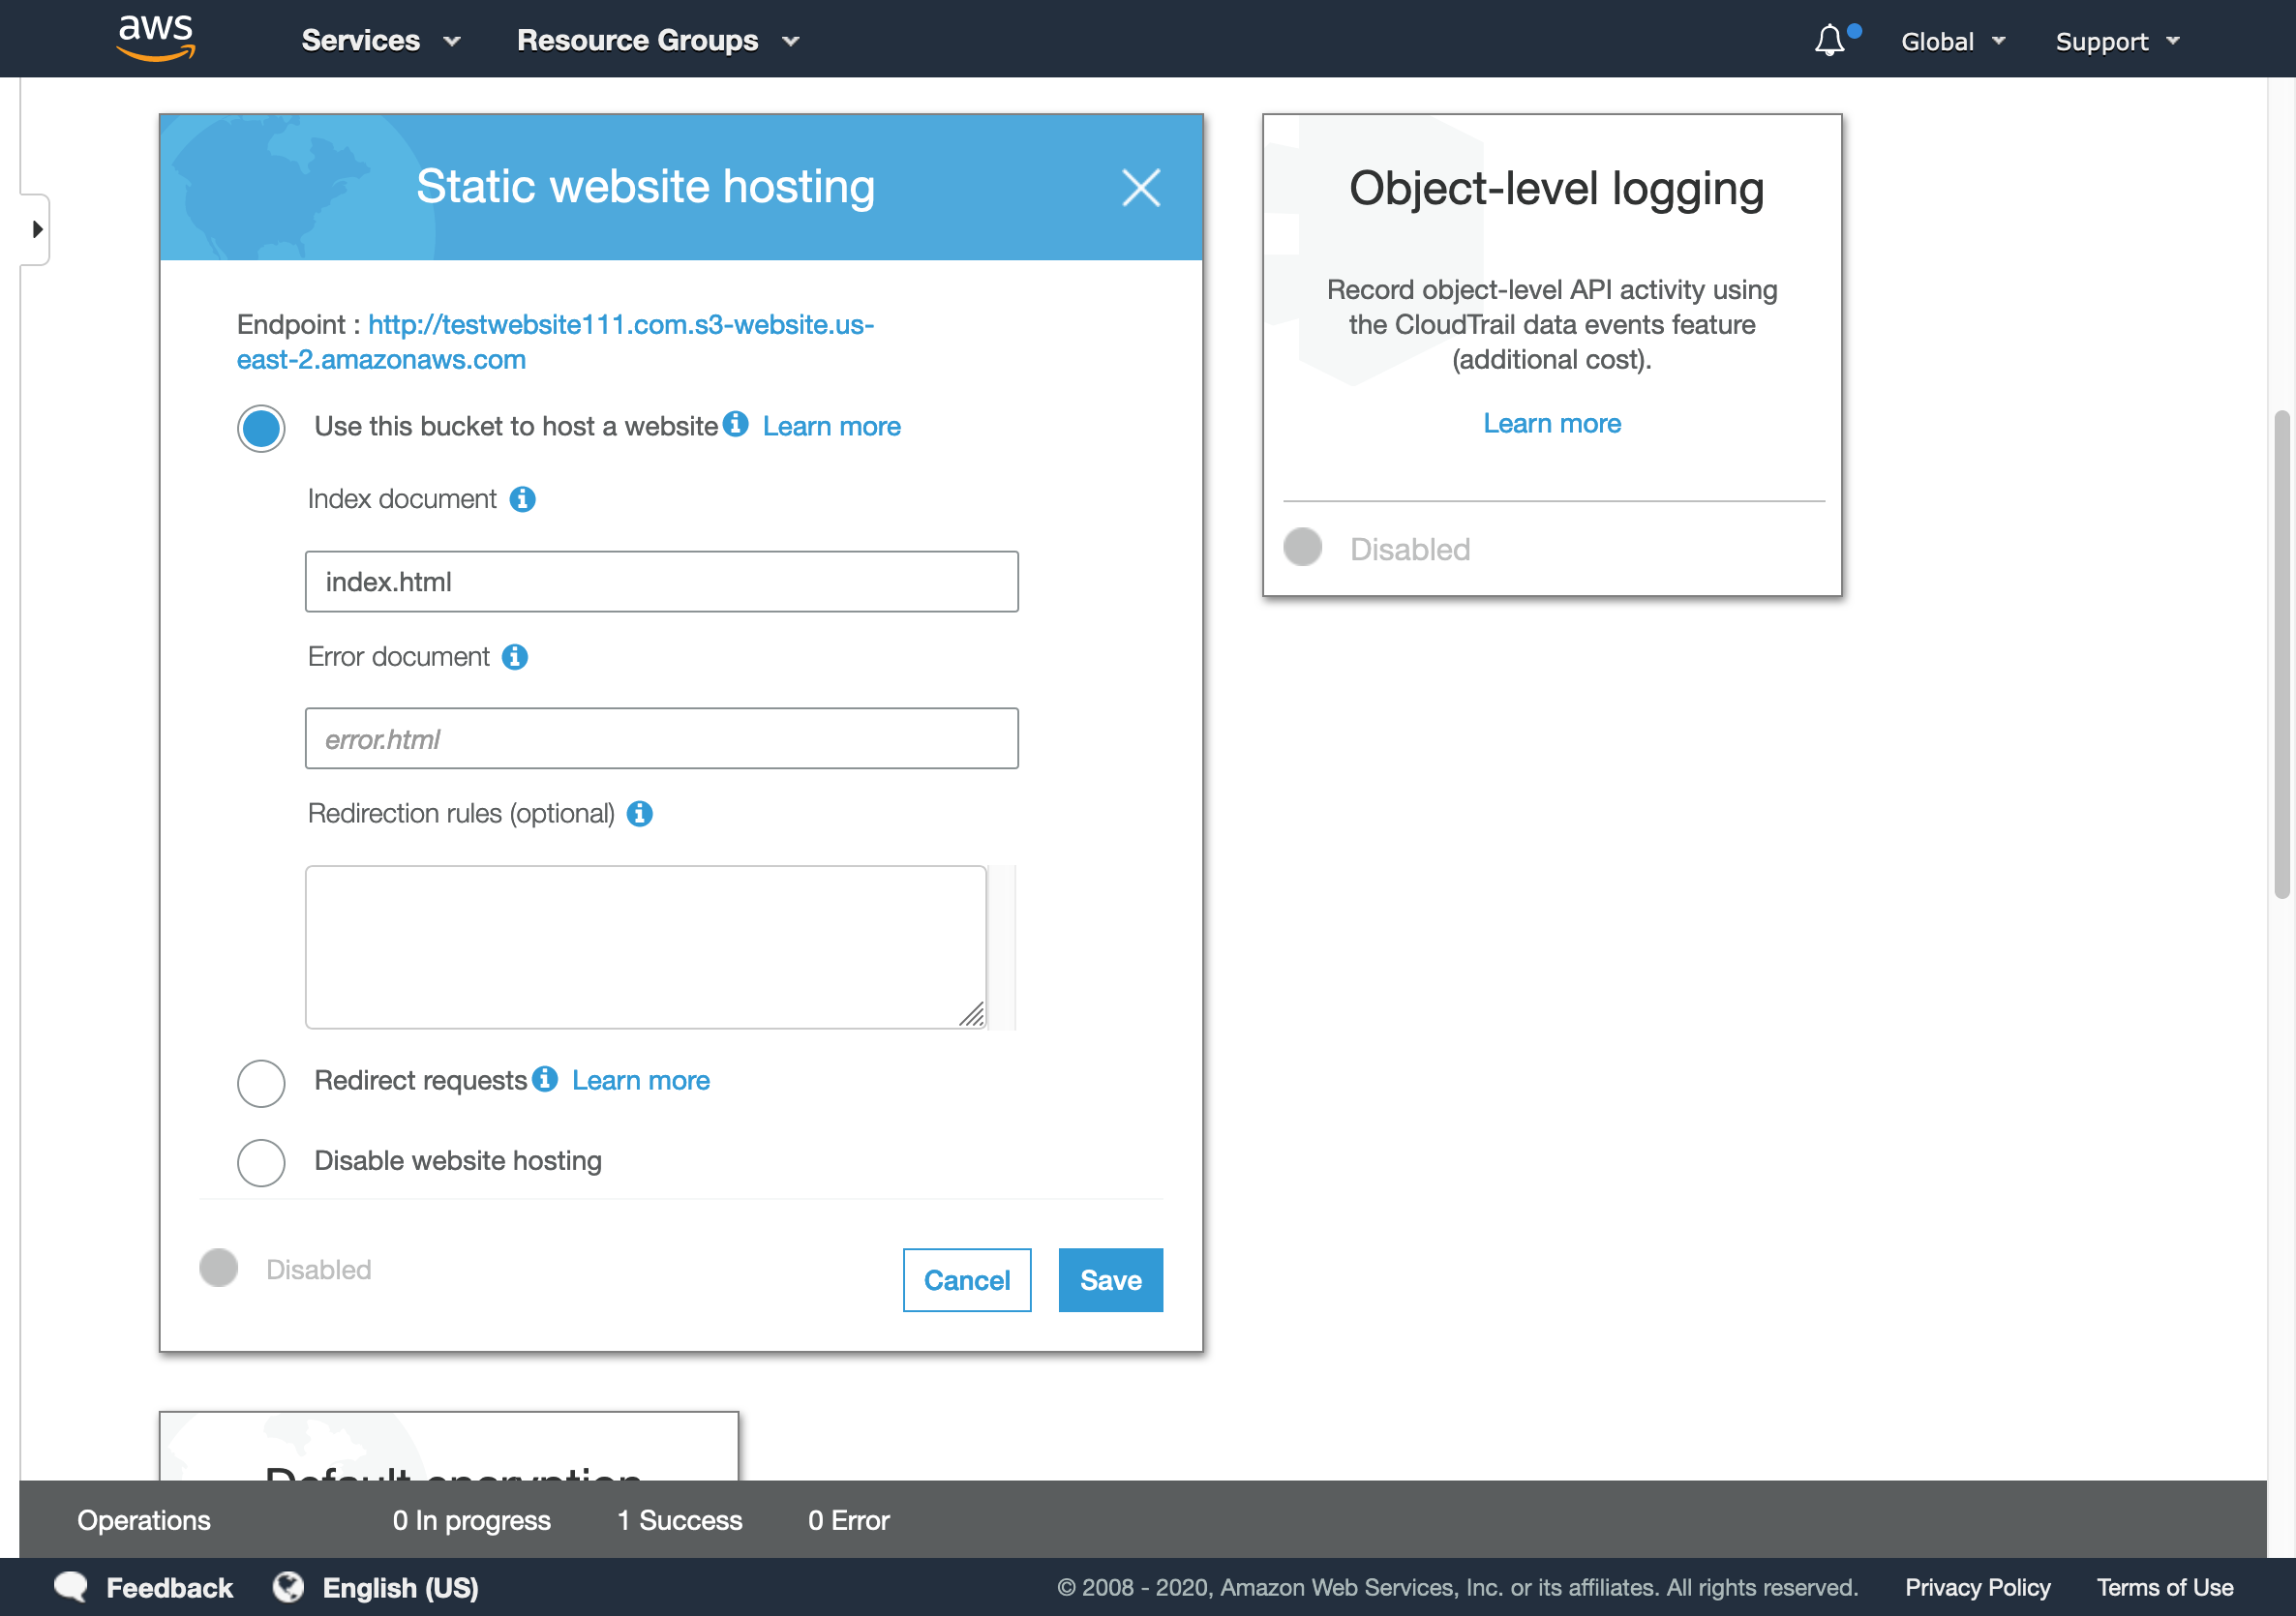 aws
Services
Resource Groups
Global
Support
Static website hosting
Endpoint : http://testwebsite111.com.s3-website.us-
east-2.amazonaws.com
Use this bucket to host a website
Learn more
Index document
index.html
Error document
error.html
Redirection rules (optional)
Redirect requests
Learn more
Disable website hosting
Disabled
Cancel
Save
Object-level logging
Record object-level API activity using
the CloudTrail data events feature
(additional cost).
Learn more
Disabled
Default encryption
Operations
0 In progress
1 Success
0 Error
Feedback
English (US)
© 2008 - 2020, Amazon Web Services, Inc. or its affiliates. All rights reserved.
Privacy Policy
Terms of Use